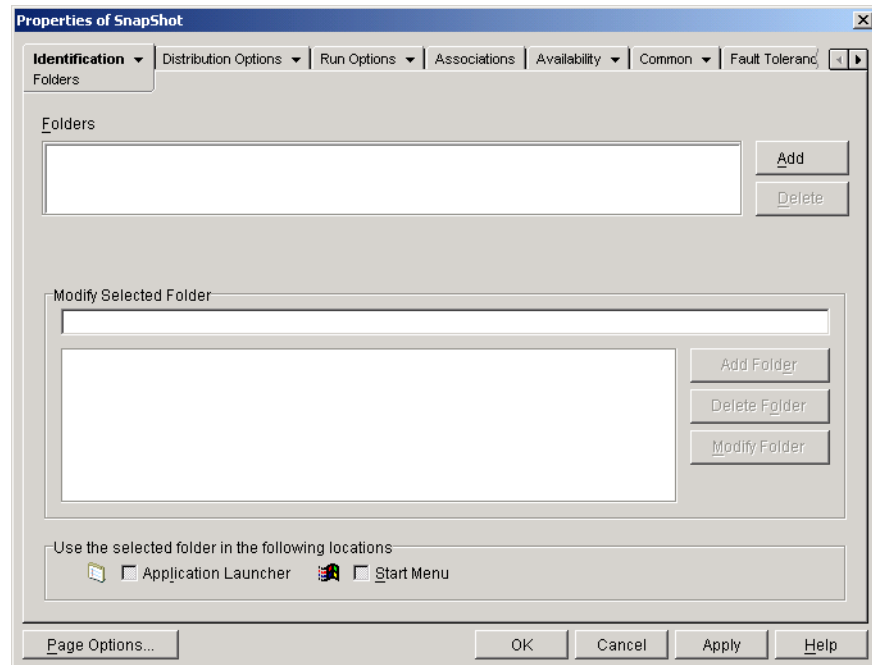 Properties of SnapShot
Identification Distribution Options Run Options Associations Availability Common Fault Toleranc
Folders
Folders
Add
Delete
Modify Selected Folder
Add Folder
Delete Folder
Modify Folder
Use the selected folder in the following locations
Application Launcher Start Menu
Page Options... OK Cancel Apply Help